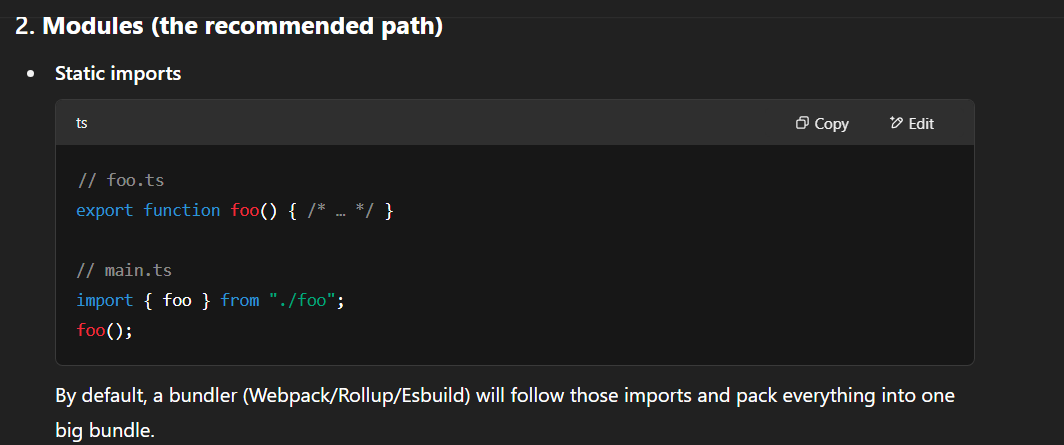 2. Modules (the recommended path)
• Static imports
ts
Copy
Edit
// foo.ts
export function foo() { /* … */ }
// main.ts
import { foo } from "./foo";
foo();
By default, a bundler (Webpack/Rollup/Esbuild) will follow those imports and pack everything into one
big bundle.